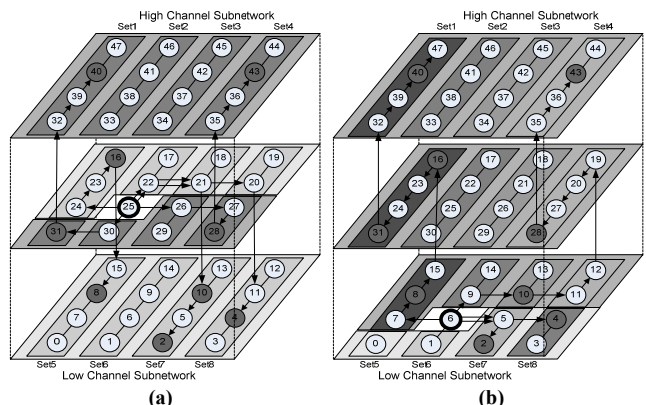 High Channel Subnetwork
Set1 Set2 Set3 Set4
47 46 45 44
40 41 42 43
39 38 37 36
32 33 34 35
16 17 18 19
23 22 21 20
24 25 26 27
31 30 29 28
15 14 13 12
8 9 10 11
7 6 5 4
0 1 2 3
Set5 Set6 Set7 Set8
Low Channel Subnetwork
(a)
High Channel Subnetwork
Set1 Set2 Set3 Set4
47 46 45 44
40 41 42 43
39 38 37 36
32 33 34 35
16 17 18 19
23 22 21 20
24 25 26 27
31 30 29 28
15 14 13 12
8 9 10 11
7 6 5 4
0 1 2 3
Set5 Set6 Set7 Set8
Low Channel Subnetwork
(b)